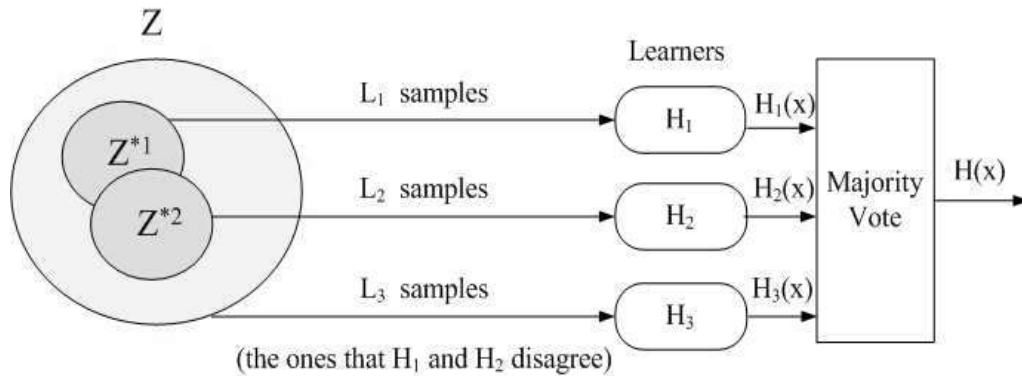 Z
Learners
L₁ samples
H₁
H₁(x)
Z*1
L₂ samples
H₂
H₂(x)
Majority
Vote
H(x)
Z*2
L₃ samples
H₃
H₃(x)
(the ones that H₁ and H₂ disagree)